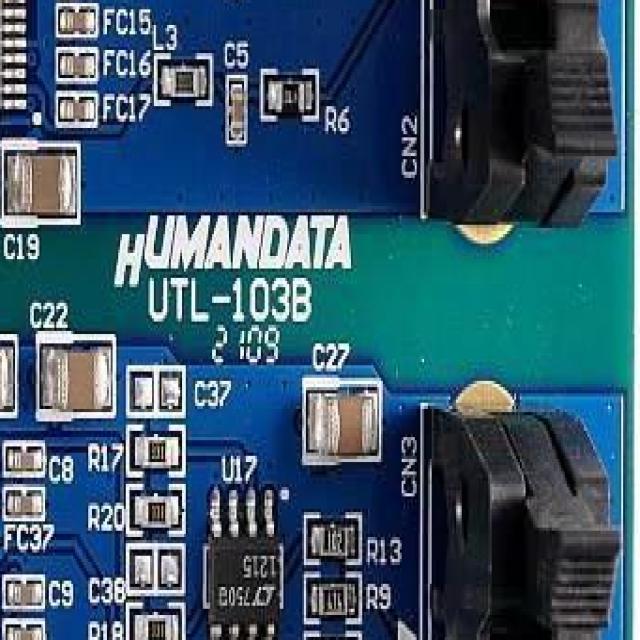 FC15
L3
FC16
C5
FC17
R6
CN2
C19
HUMANDATA
UTL-103B
2109
C22
C27
C37
CN3
R17
C8
U17
R20
FC37
R13
1215
C38
C9
R9
R18